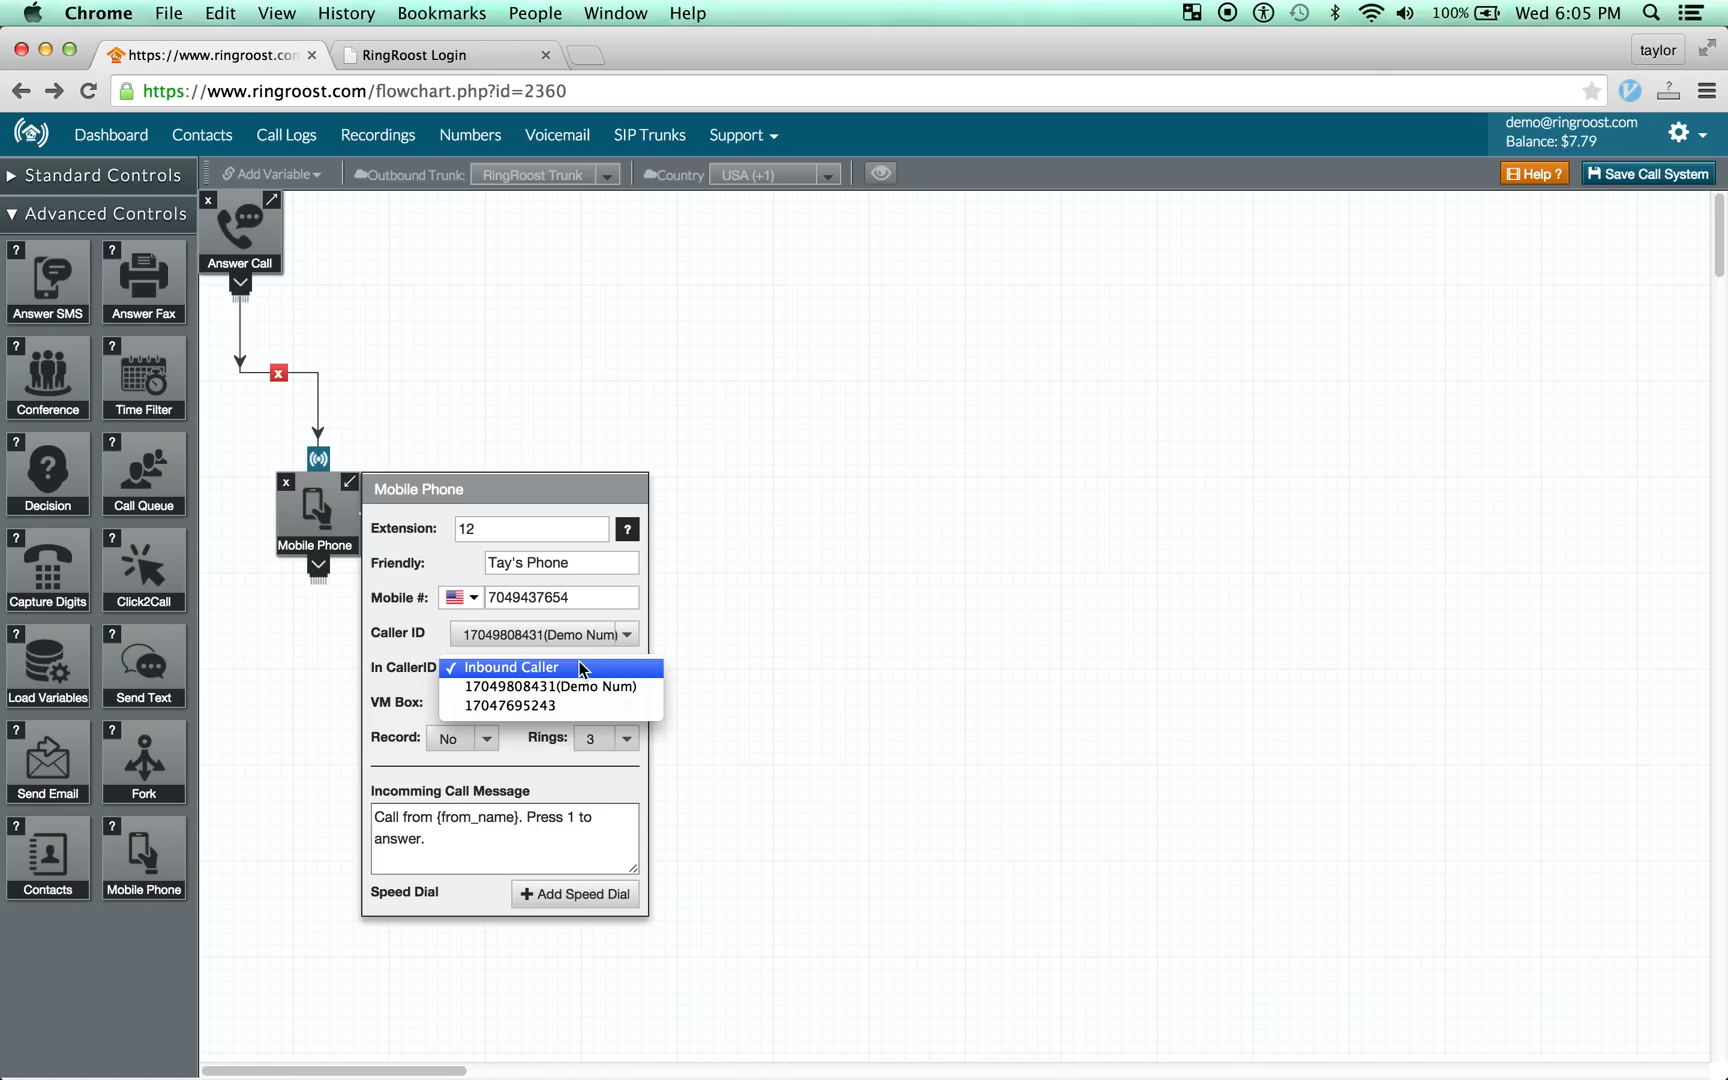 Chrome File Edit View History Bookmarks People Window Help 100% Wed 6:05 PM
https://www.ringroost.con x RingRoost Login x taylor
https://www.ringroost.com/flowchart.php?id=2360 ?
Dashboard Contacts Call Logs Recordings Numbers Voicemail SIP Trunks Support
demo@ringroost.com
Balance: $7.79
Standard Controls
Add Variable Outbound Trunk: RingRoost Trunk Country USA (+1) Help ? Save Call System
Advanced Controls
x
Answer Call
? ?
Answer SMS Answer Fax
? ?
Conference Time Filter
x
? ?
Decision Call Queue
? ?
Capture Digits Click2Call
? ?
Load Variables Send Text
? ?
Send Email Fork
? ?
Contacts Mobile Phone
x
Mobile Phone
Mobile Phone
Extension: 12 ?
Friendly: Tay's Phone
Mobile #: 7049437654
Caller ID 17049808431(Demo Num)
In CallerID ✓ Inbound Caller
17049808431(Demo Num)
VM Box: 17047695243
Record: No Rings: 3
Incomming Call Message
Call from {from_name}. Press 1 to
answer.
Speed Dial + Add Speed Dial